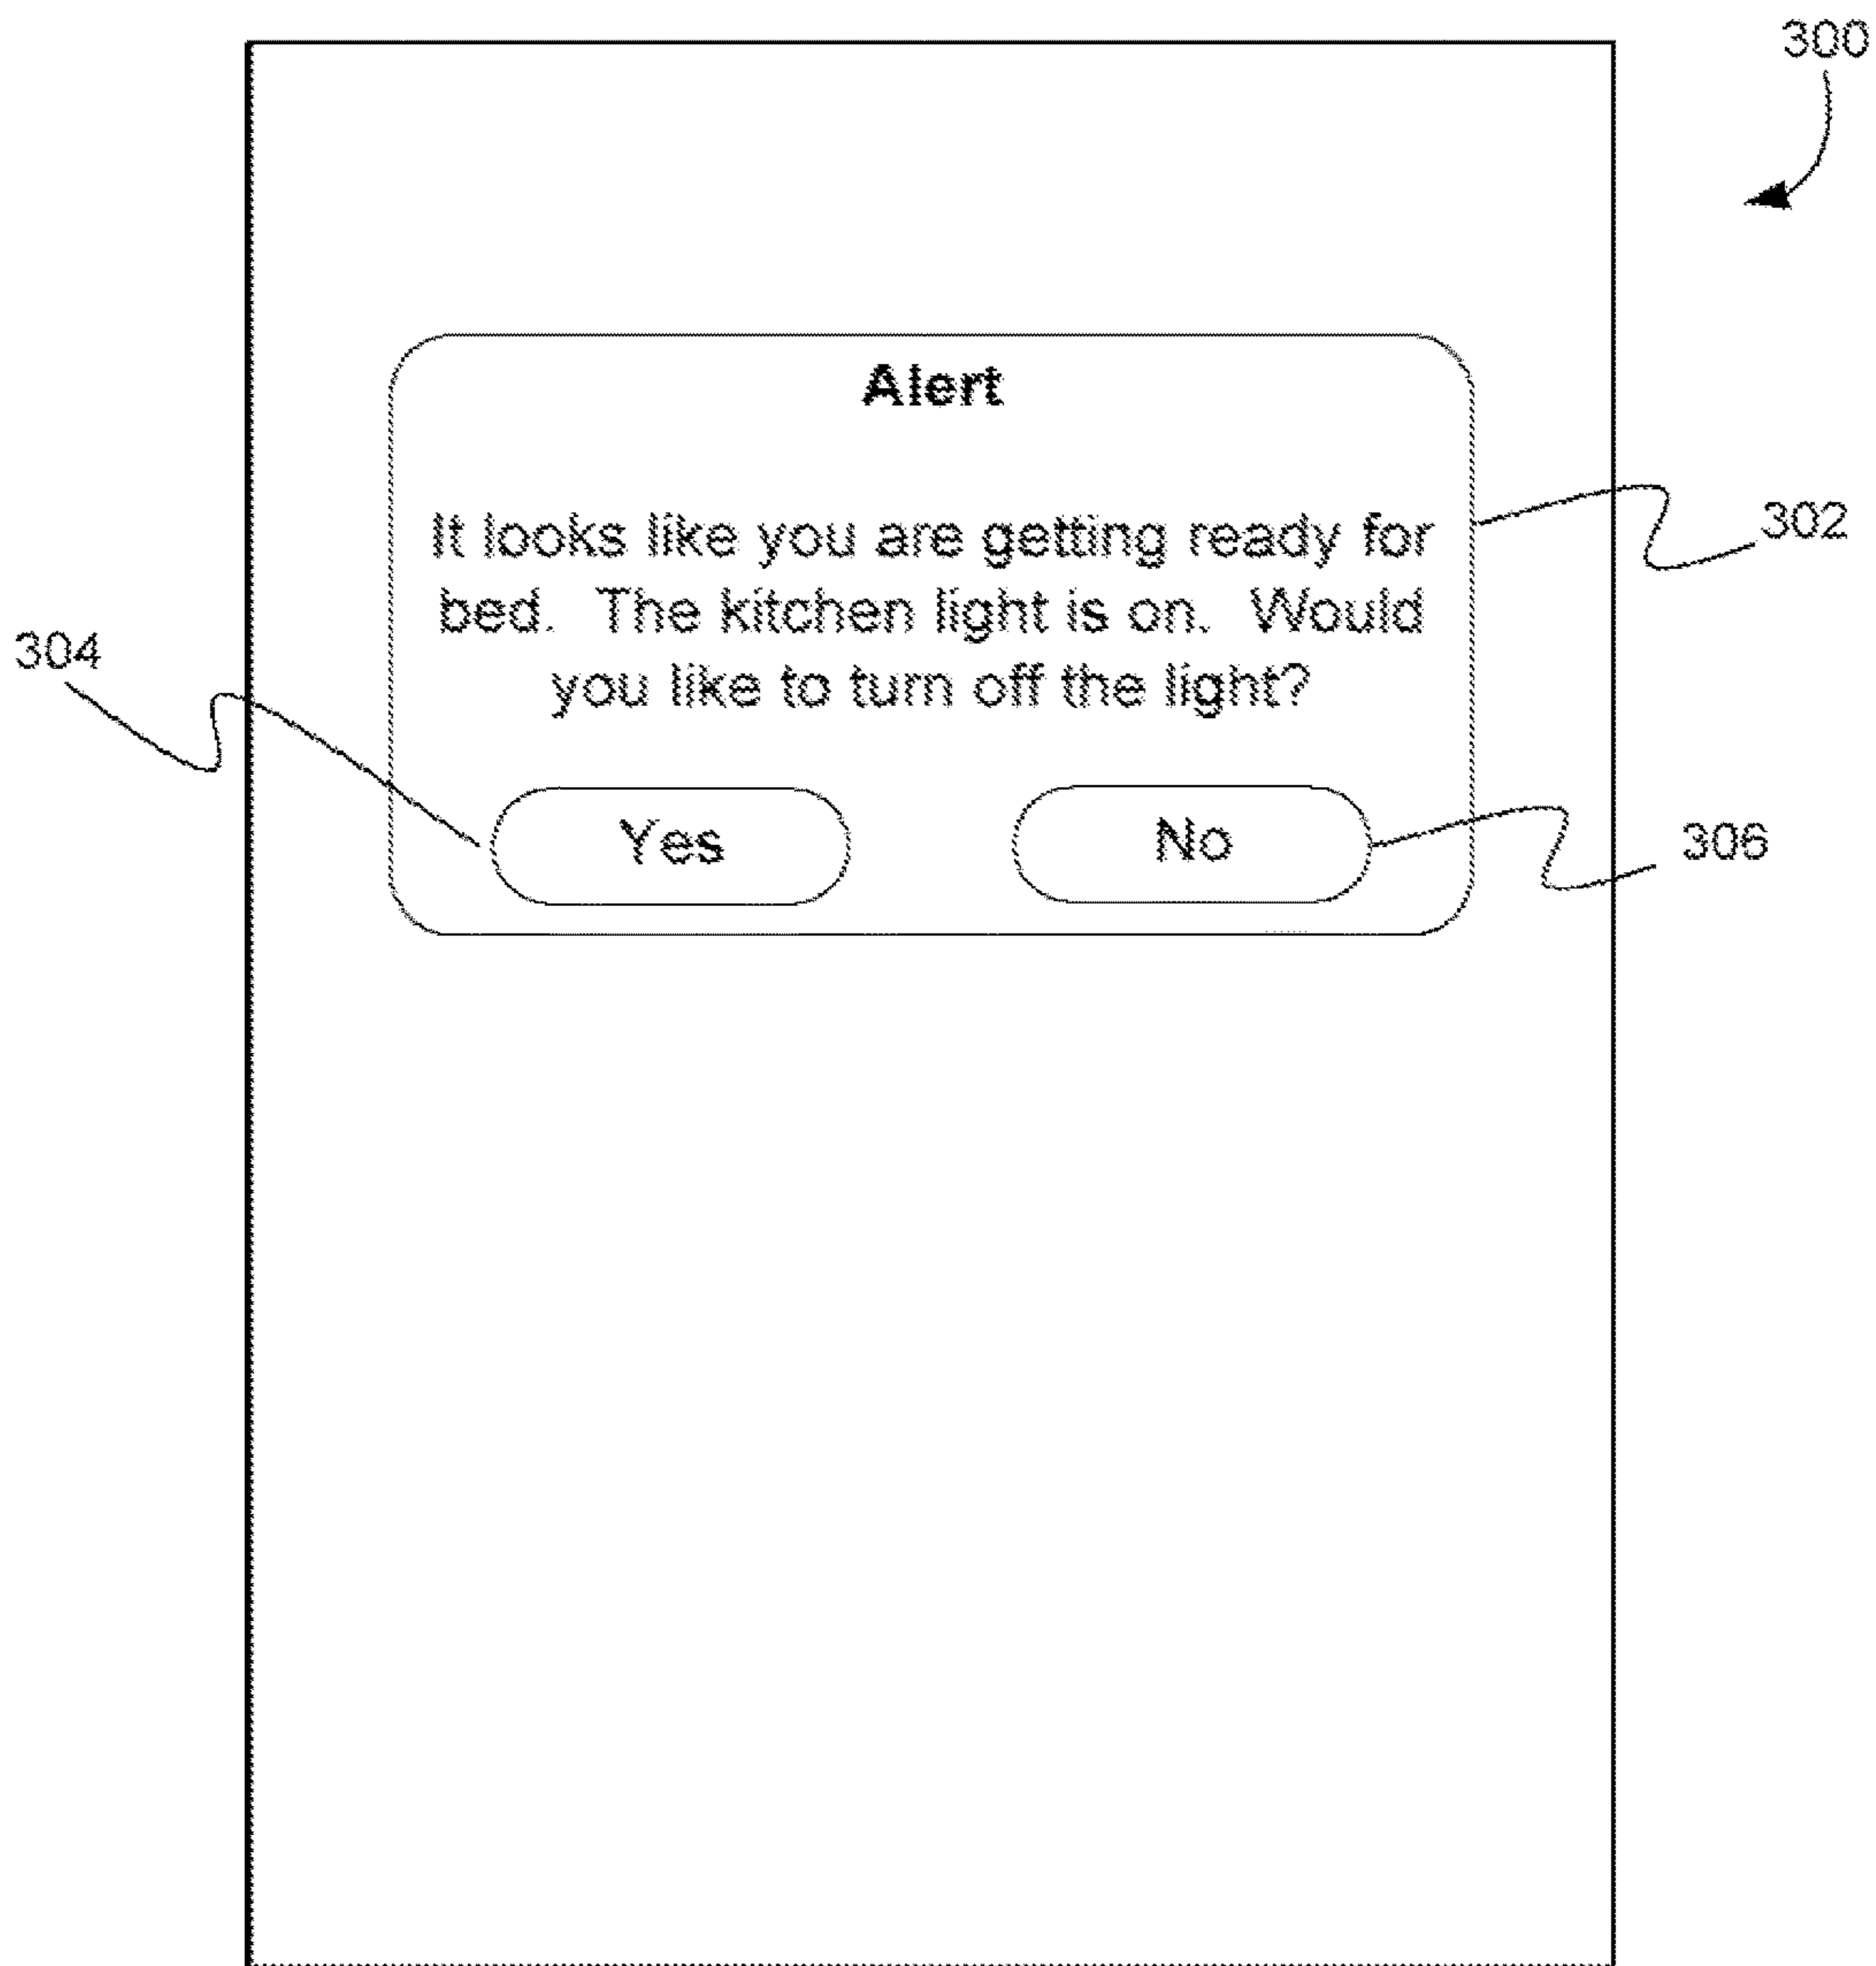 300
Alert
It looks like you are getting ready for
bed. The kitchen light is on. Would
you like to turn off the light?
302
304
Yes
No
306